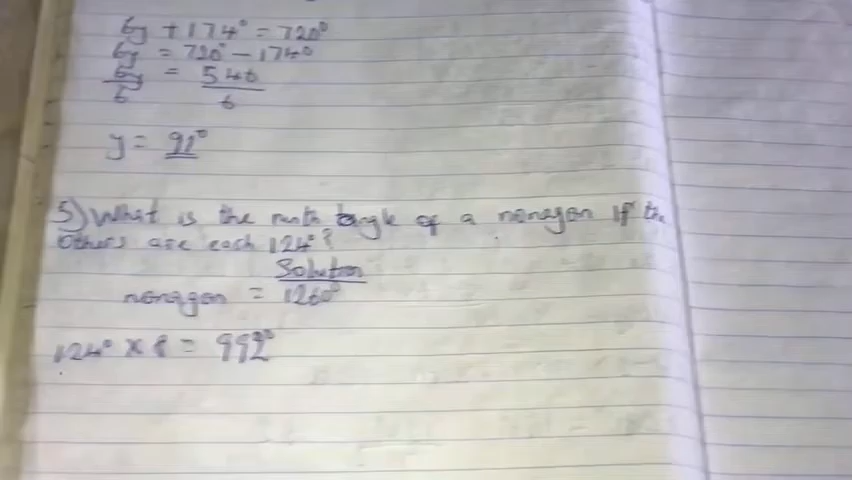 6y + 174° = 720°
6y = 720° - 174°
6y/6 = 546/6
y = 91°
5) What is the ninth angle of a nonagon if the
others are each 124°?
Solution
nonagon = 1260°
124° x 8 = 992°